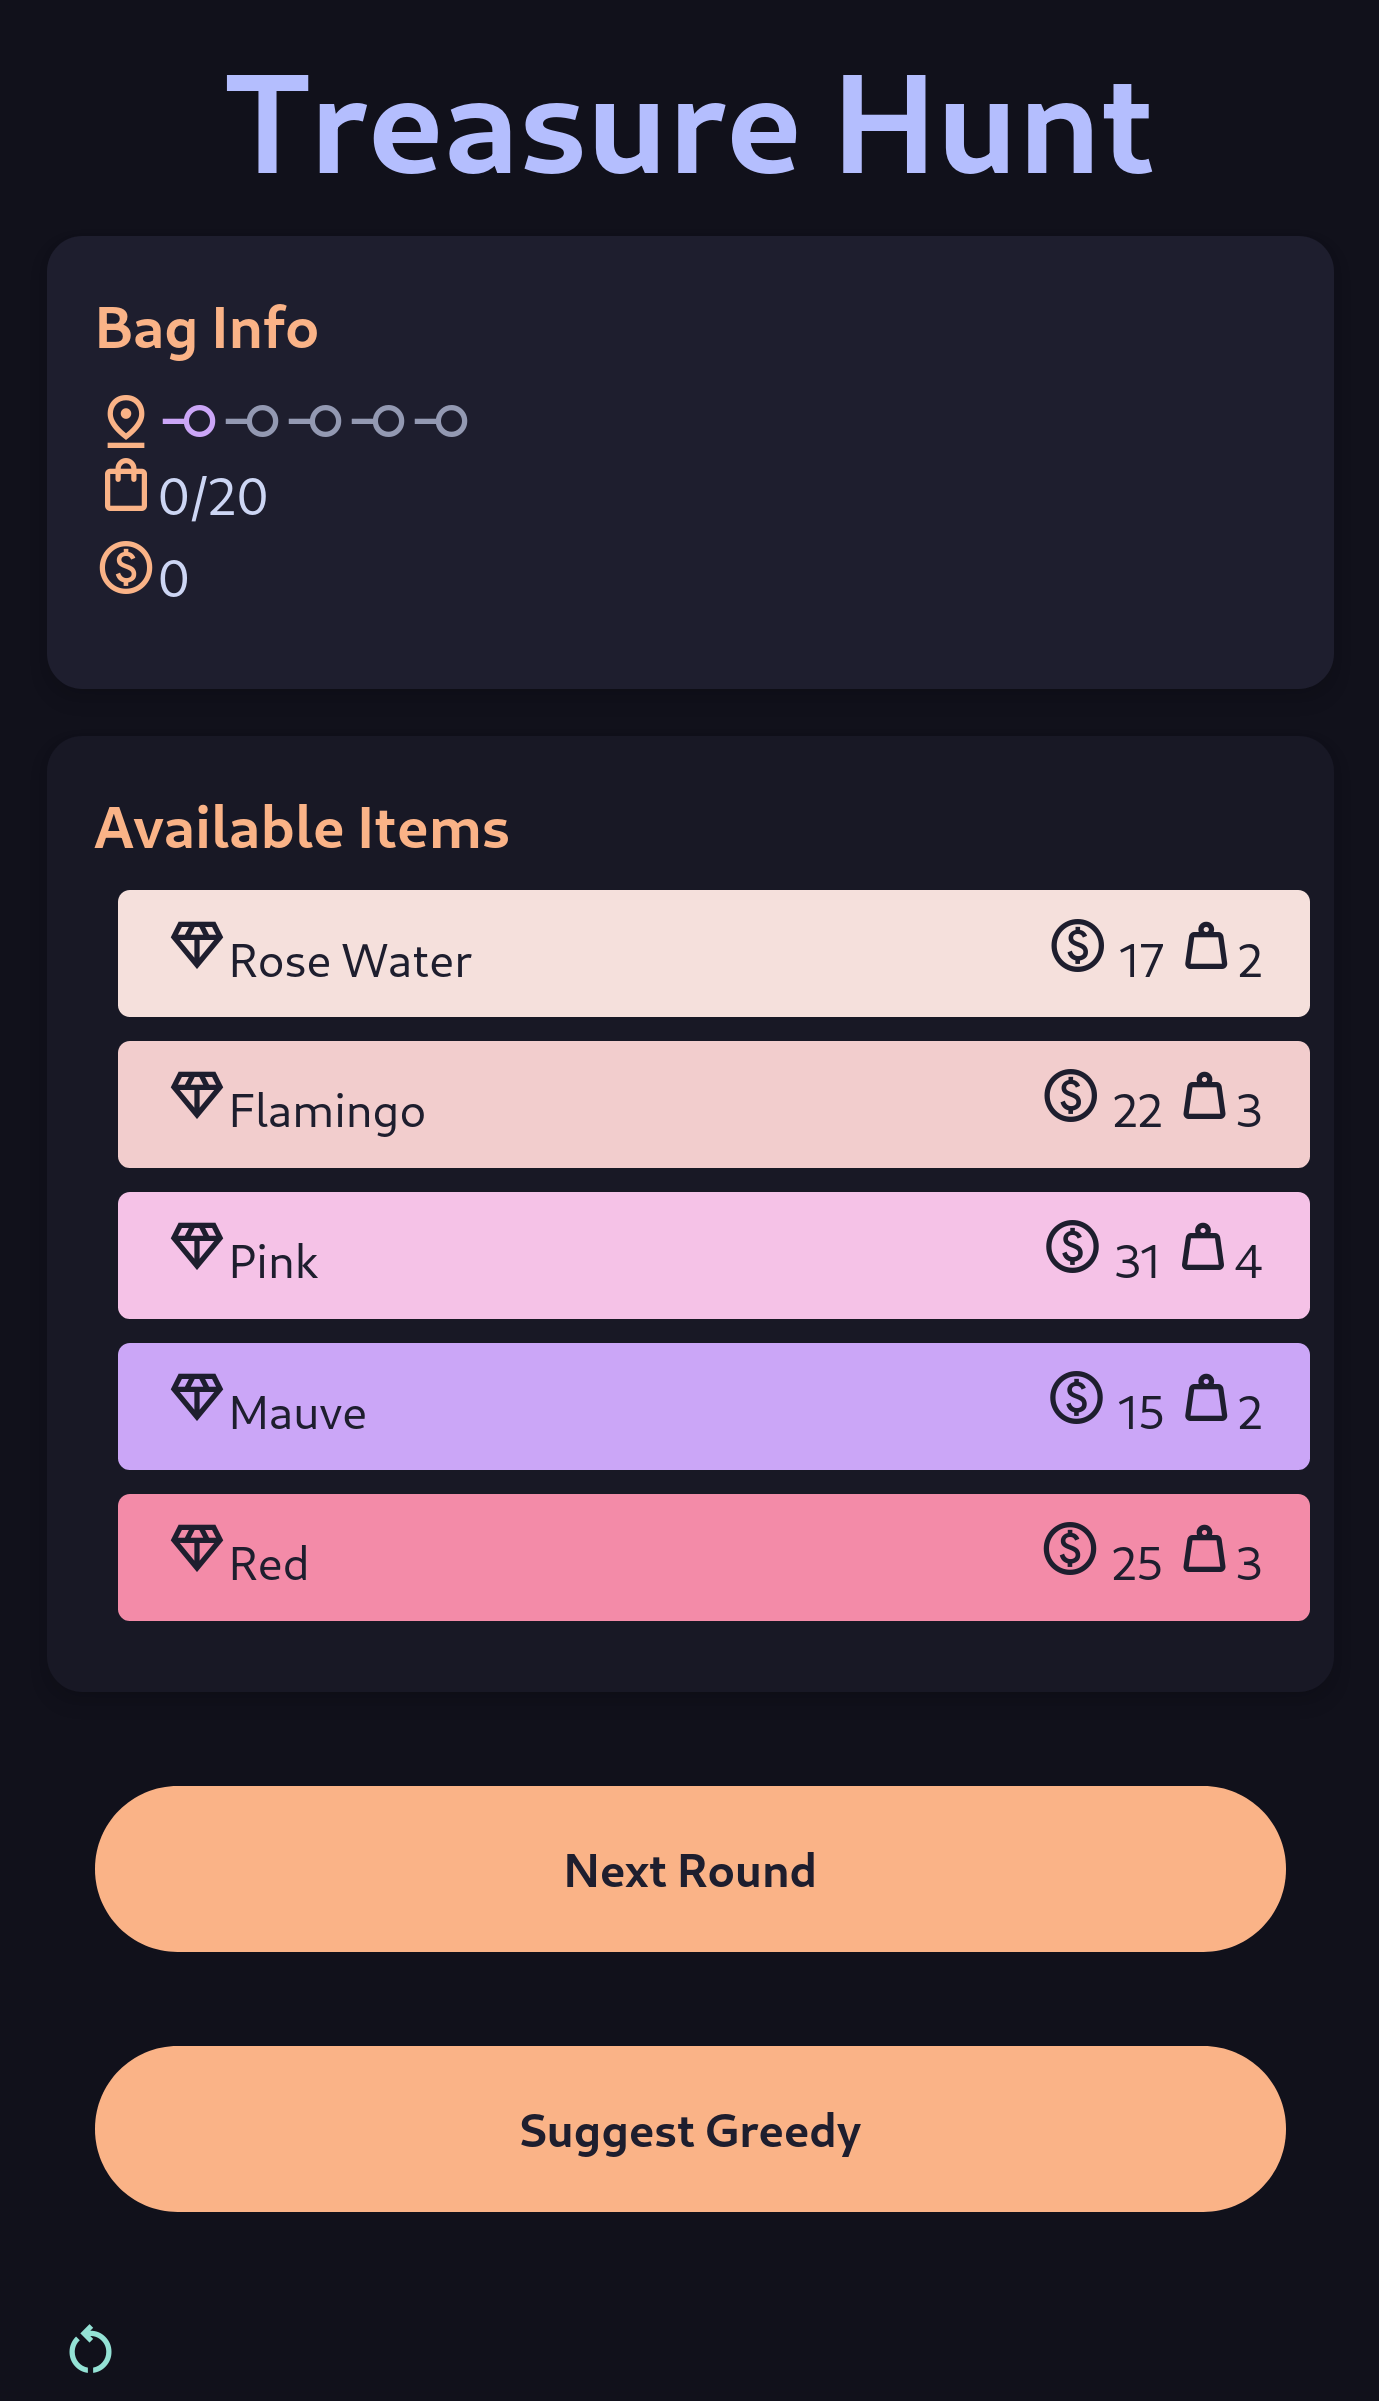 Treasure Hunt
Bag Info
0/20
0
Available Items
Rose Water 17 2
Flamingo 22 3
Pink 31 4
Mauve 15 2
Red 25 3
Next Round
Suggest Greedy